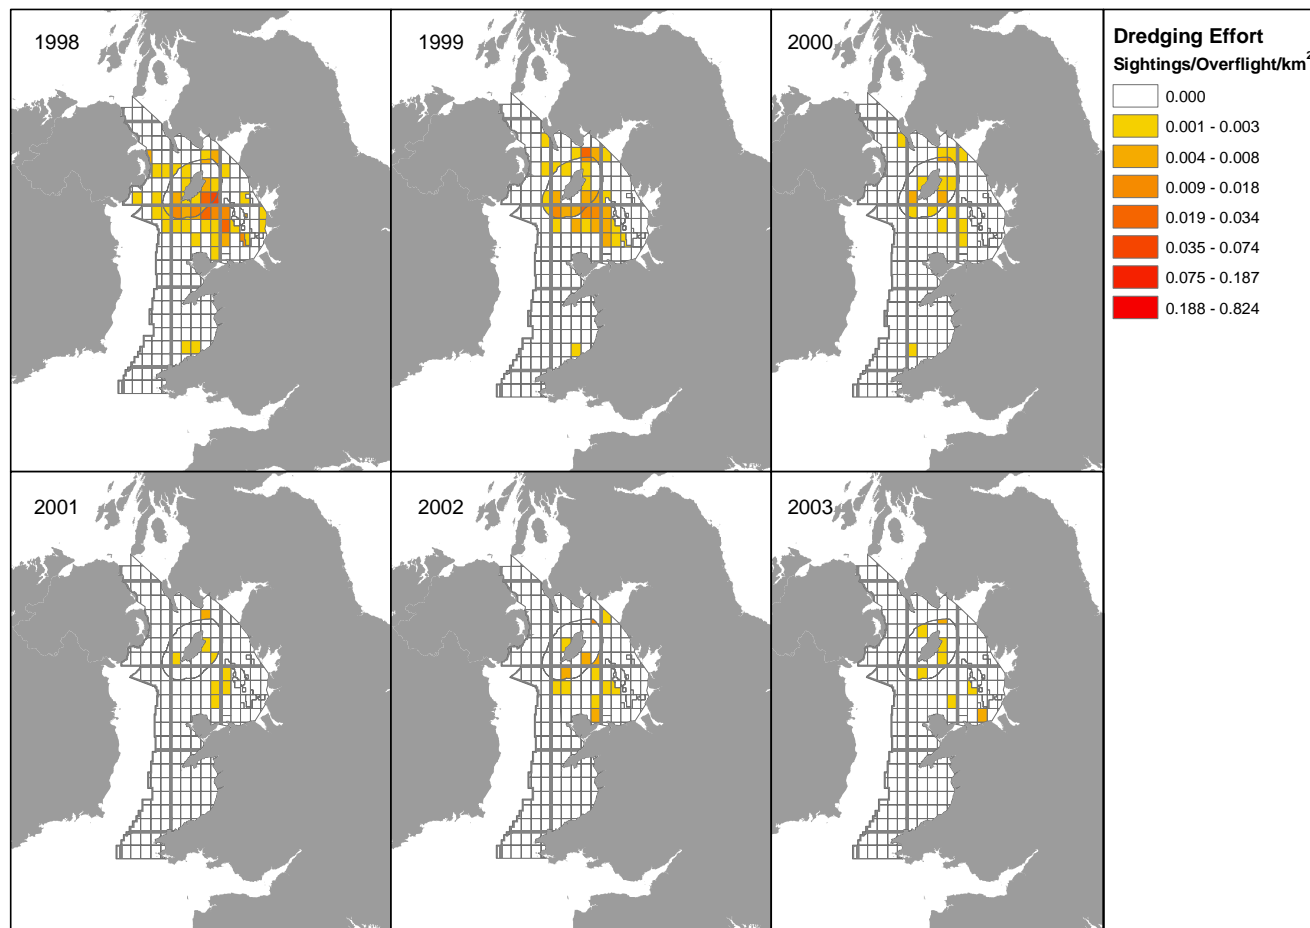 1998
1999
2000
Dredging Effort
Sightings/Overflight/km²
0.000
0.001 - 0.003
0.004 - 0.008
0.009 - 0.018
0.019 - 0.034
0.035 - 0.074
0.075 - 0.187
0.188 - 0.824
2001
2002
2003